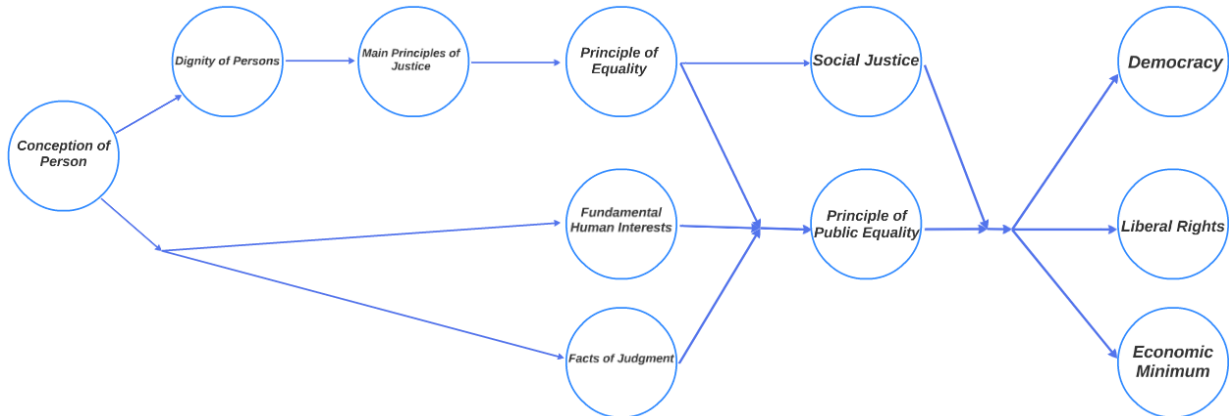 Dignity of Persons
Main Principles of
Justice
Principle of
Equality
Social Justice
Democracy
Conception of
Person
Fundamental
Human Interests
Principle of
Public Equality
Liberal Rights
Facts of Judgment
Economic
Minimum